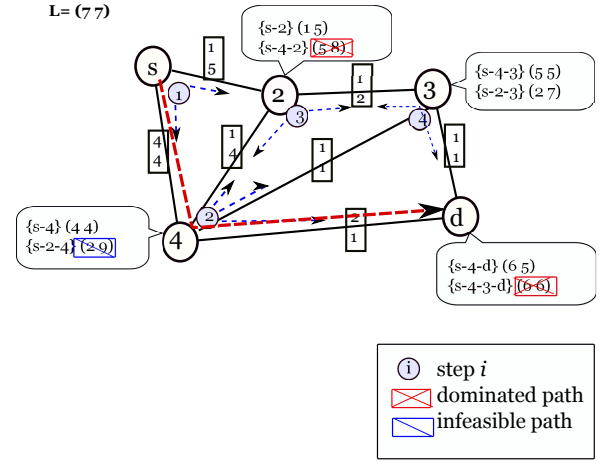 L= (7 7)
{s-2} (1 5)
{s-4-2} (5 8)
s
1
5
1
2
3
{s-4-3} (5 5)
{s-2-3} (2 7)
1
2
3
4
4
4
1
4
1
1
1
1
2
{s-4} (4 4)
{s-2-4} (2 9)
4
2
1
d
{s-4-d} (6 5)
{s-4-3-d} (6 6)
i step i
dominated path
infeasible path